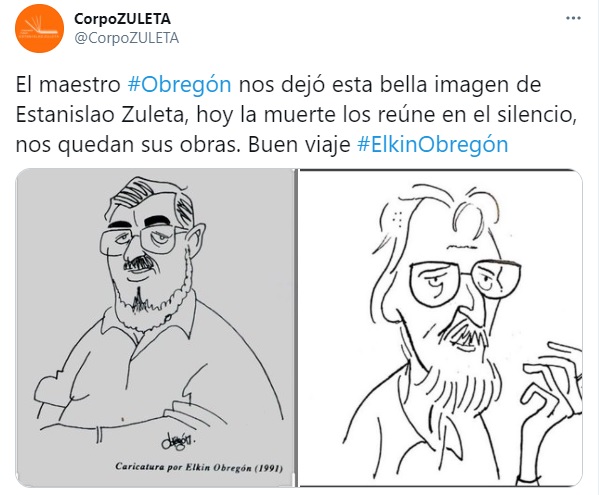 CorpoZULETA
@CorpoZULETA
El maestro #Obregón nos dejó esta bella imagen de
Estanislao Zuleta, hoy la muerte los reúne en el silencio,
nos quedan sus obras. Buen viaje #ElkinObregón
obregón.
Caricatura por Elkin Obregón (1991)